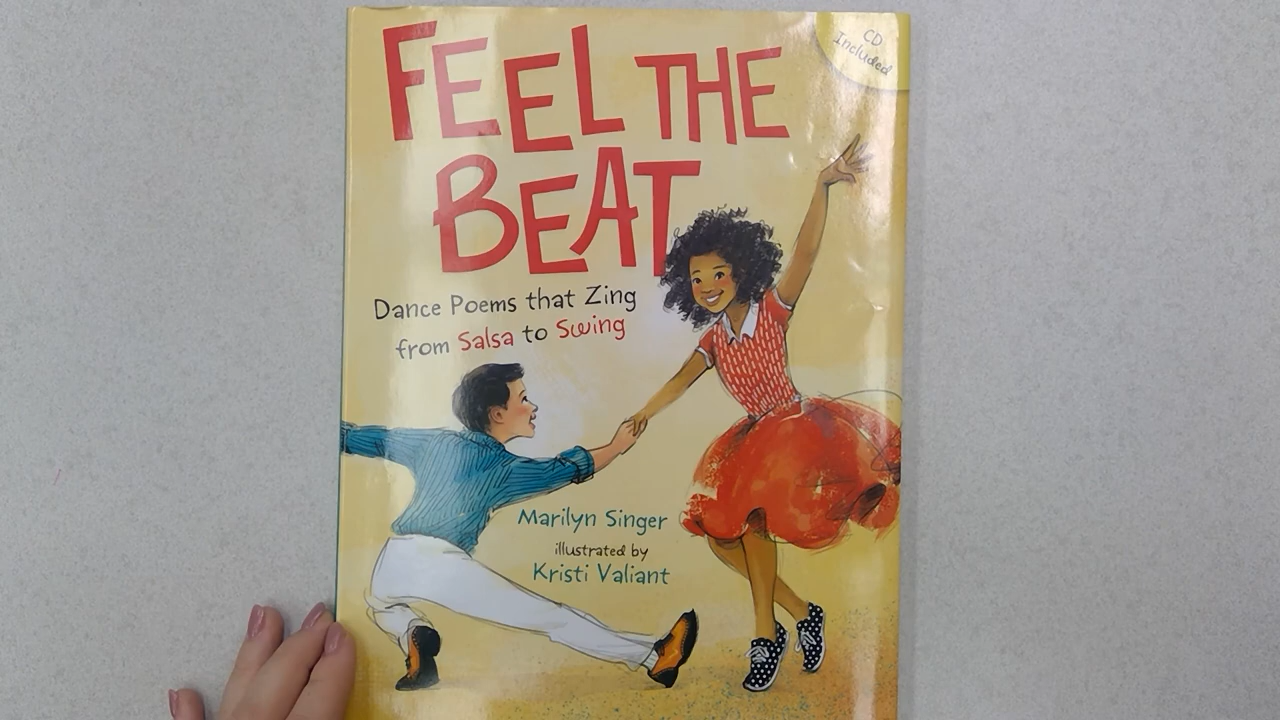 FEEL THE
BEAT
CD
Included
Dance Poems that Zing
from Salsa to Swing
Marilyn Singer
illustrated by
Kristi Valiant